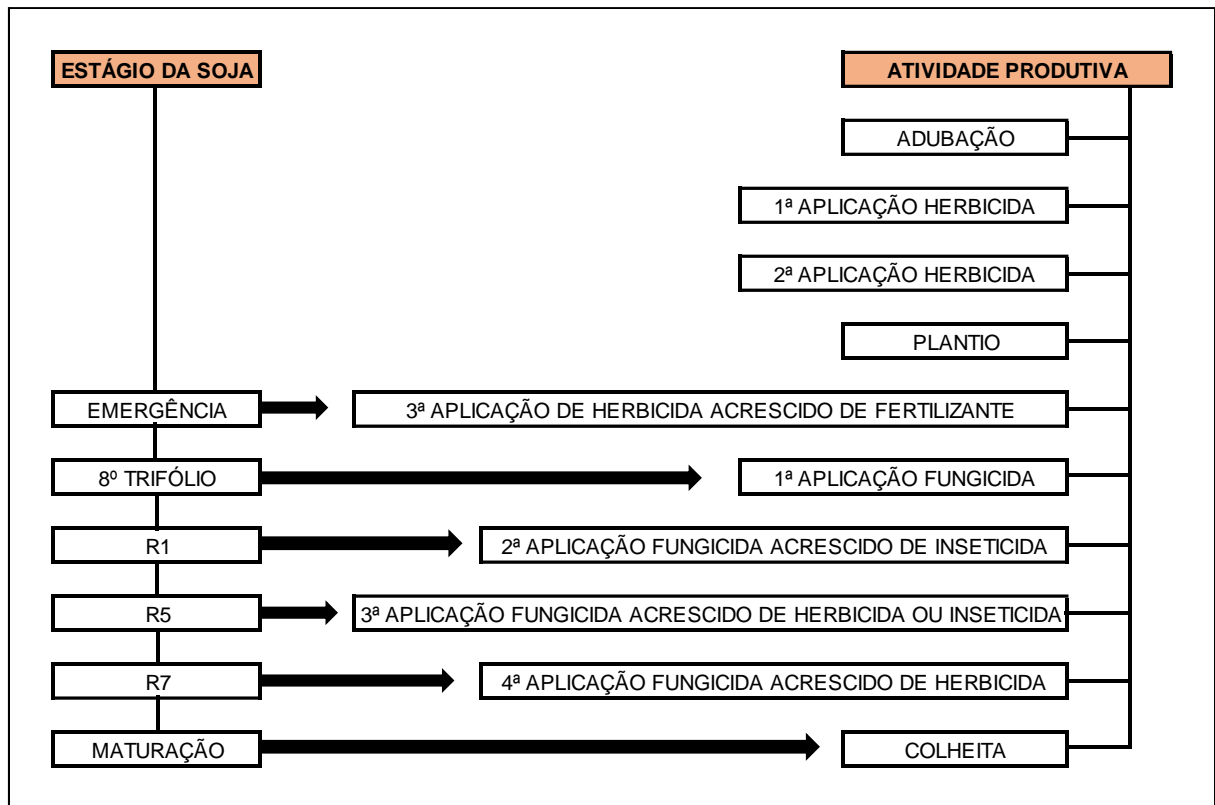 ESTÁGIO DA SOJA
ATIVIDADE PRODUTIVA
ADUBAÇÃO
1ª APLICAÇÃO HERBICIDA
2ª APLICAÇÃO HERBICIDA
PLANTIO
EMERGÊNCIA
3ª APLICAÇÃO DE HERBICIDA ACRESCIDO DE FERTILIZANTE
8º TRIFÓLIO
1ª APLICAÇÃO FUNGICIDA
R1
2ª APLICAÇÃO FUNGICIDA ACRESCIDO DE INSETICIDA
R5
3ª APLICAÇÃO FUNGICIDA ACRESCIDO DE HERBICIDA OU INSETICIDA
R7
4ª APLICAÇÃO FUNGICIDA ACRESCIDO DE HERBICIDA
MATURAÇÃO
COLHEITA